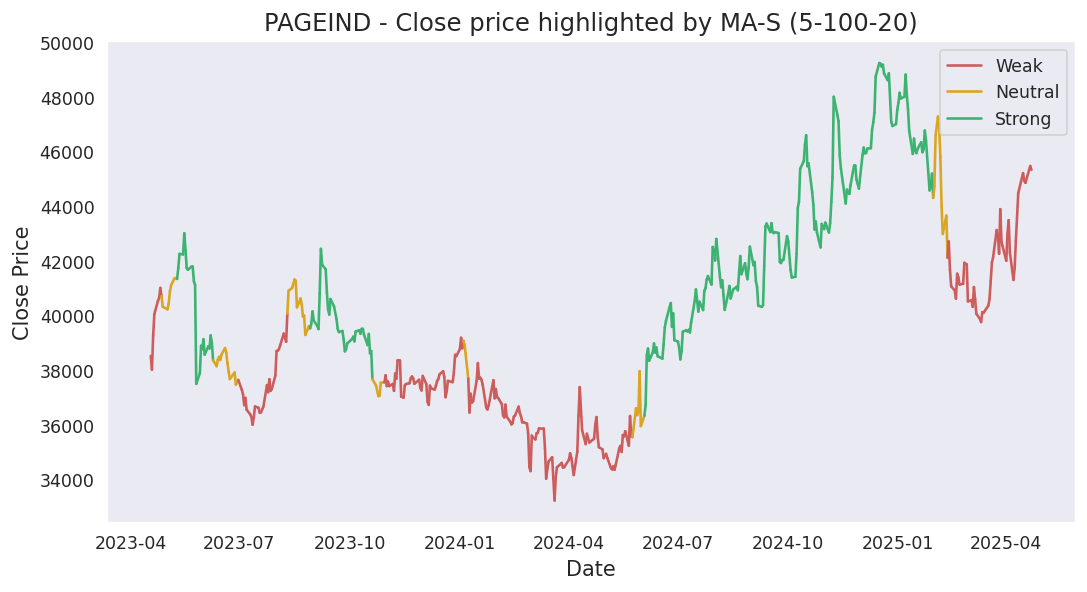 PAGEIND - Close price highlighted by MA-S (5-100-20)
50000
48000
46000
44000
42000
40000
38000
36000
34000
Close Price
Weak
Neutral
Strong
2023-04 2023-07 2023-10 2024-01 2024-04 2024-07 2024-10 2025-01 2025-04
Date